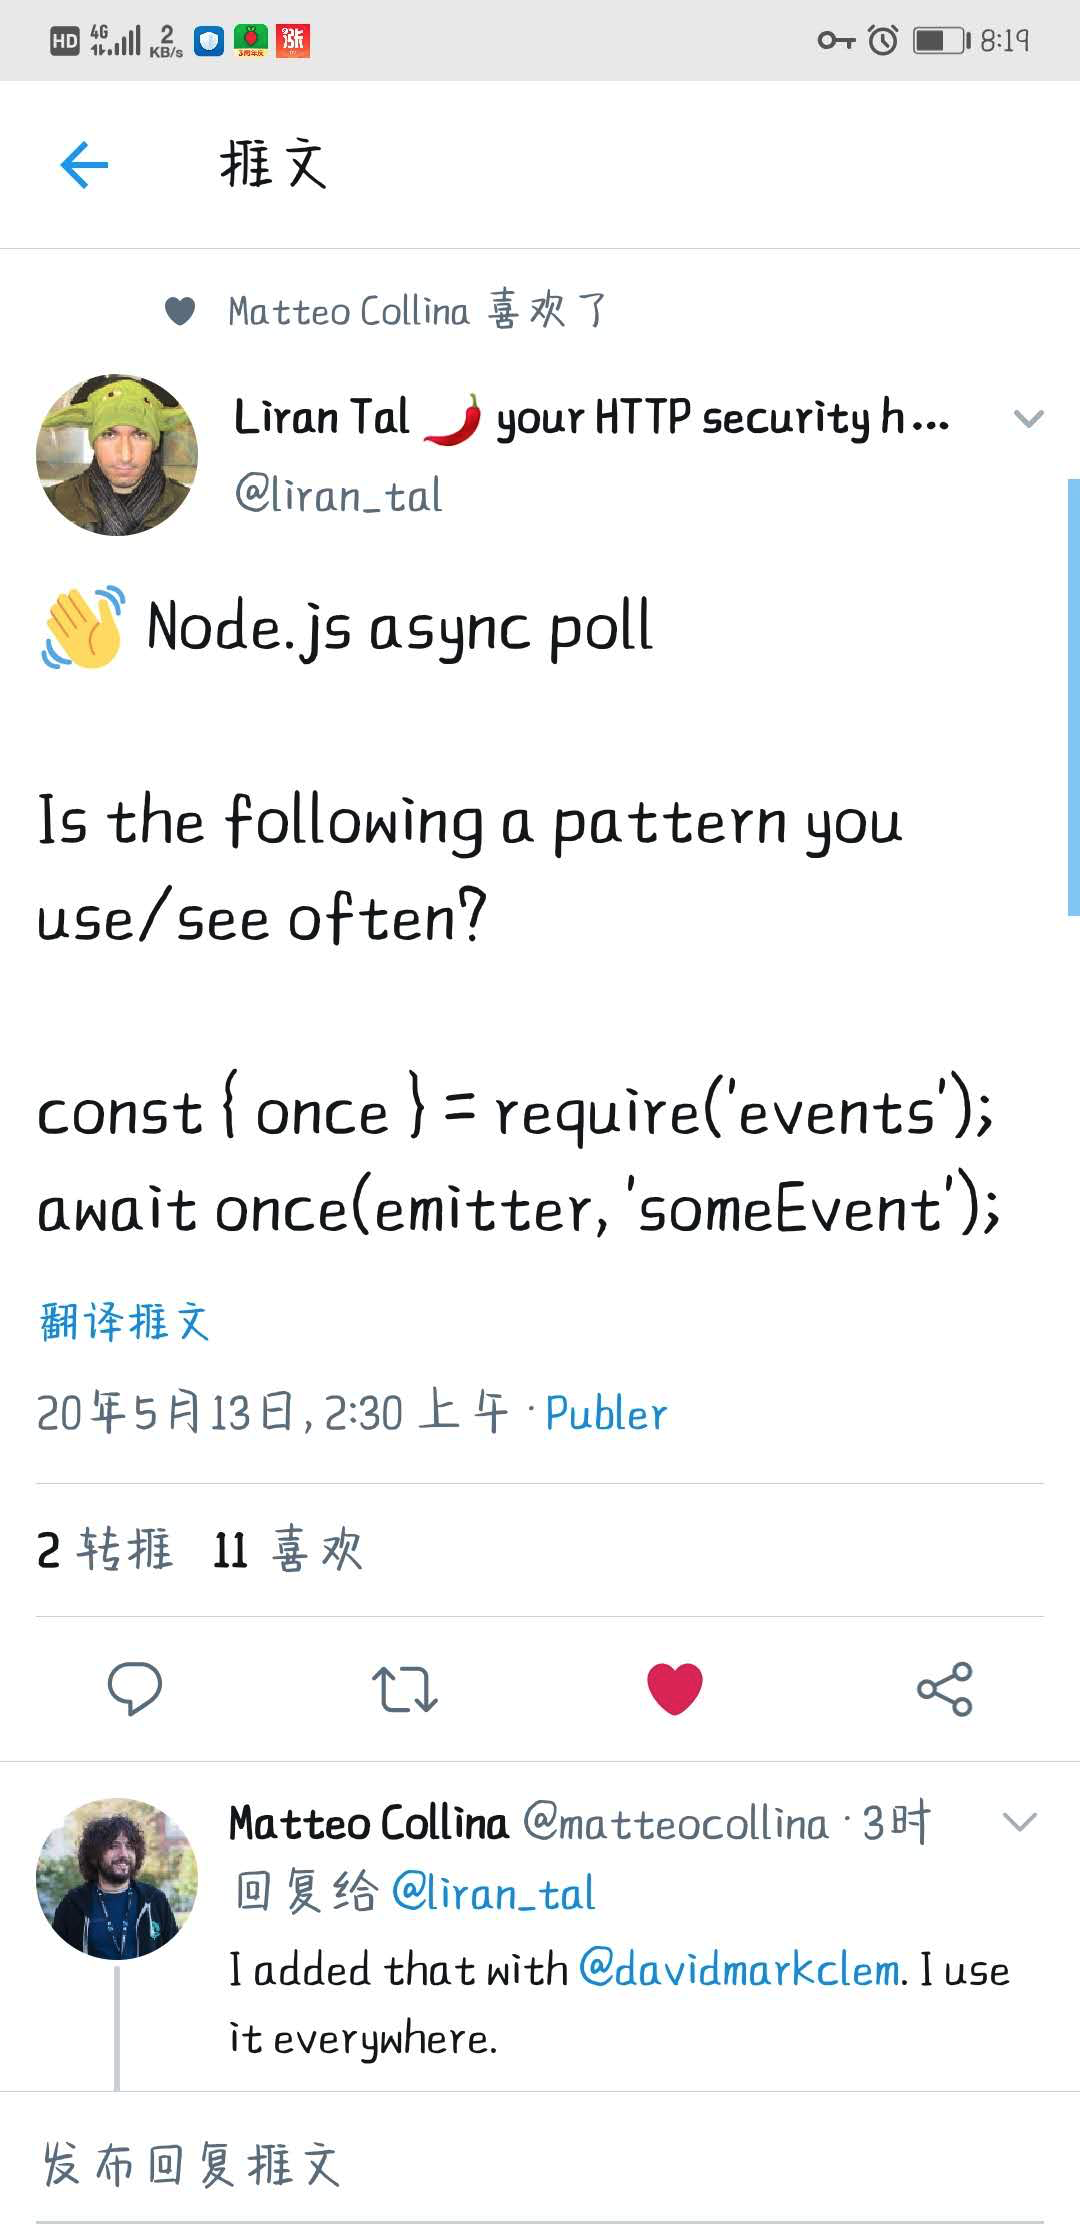 HD 4G 2 KB/s 涨 8:19
推文
Matteo Collina 喜欢了
Liran Tal 🌶️ your HTTP security h...
@liran_tal
👋 Node.js async poll
Is the following a pattern you
use/see often?
const { once } = require('events');
await once(emitter, 'someEvent');
翻译推文
20年5月13日, 2:30 上午 · Publer
2 转推 11 喜欢
Matteo Collina @matteocollina · 3时
回复给 @liran_tal
I added that with @davidmarkclem. I use
it everywhere.
发布回复推文